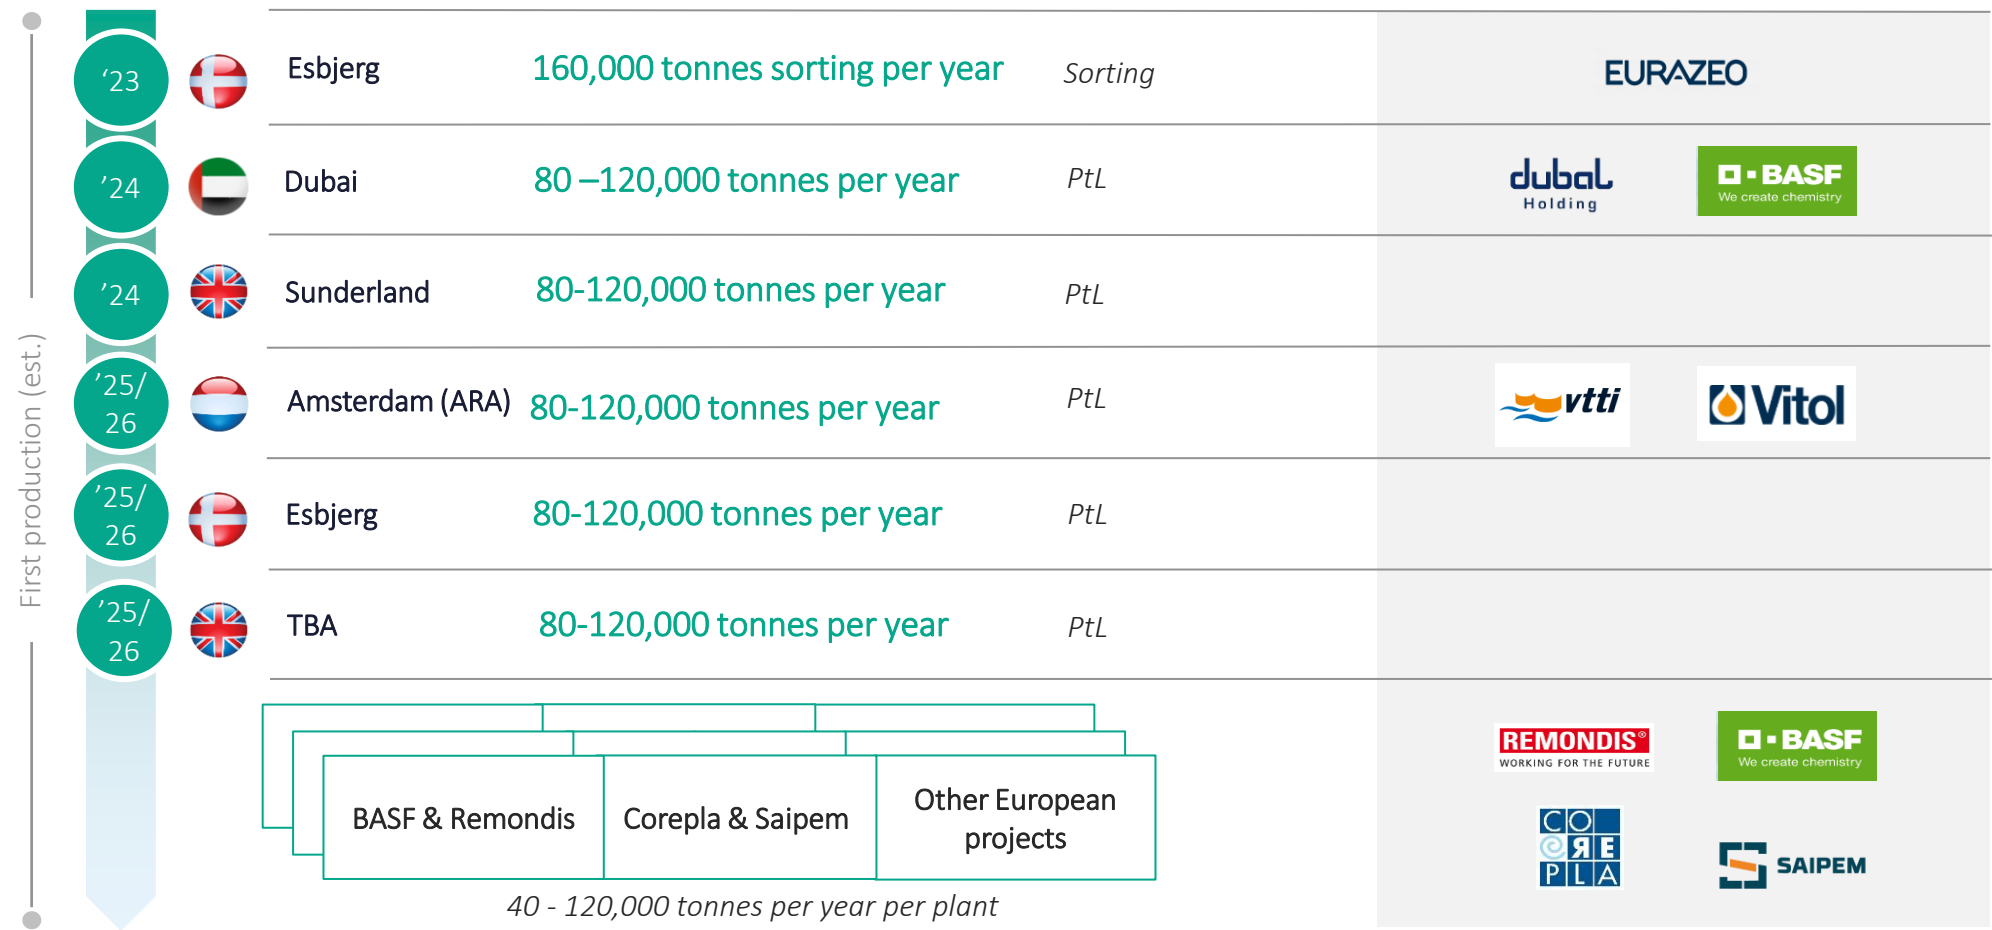 First production (est.)
‘23
Esbjerg
160,000 tonnes sorting per year
Sorting
EURAZEO
’24
Dubai
80 –120,000 tonnes per year
PtL
dubal
Holding
BASF
We create chemistry
’24
Sunderland
80-120,000 tonnes per year
PtL
’25/
26
Amsterdam (ARA)
80-120,000 tonnes per year
PtL
vtti
Vitol
’25/
26
Esbjerg
80-120,000 tonnes per year
PtL
’25/
26
TBA
80-120,000 tonnes per year
PtL
BASF & Remondis
Corepla & Saipem
Other European
projects
40 - 120,000 tonnes per year per plant
REMONDIS®
WORKING FOR THE FUTURE
BASF
We create chemistry
CO
REPLA
SAIPEM